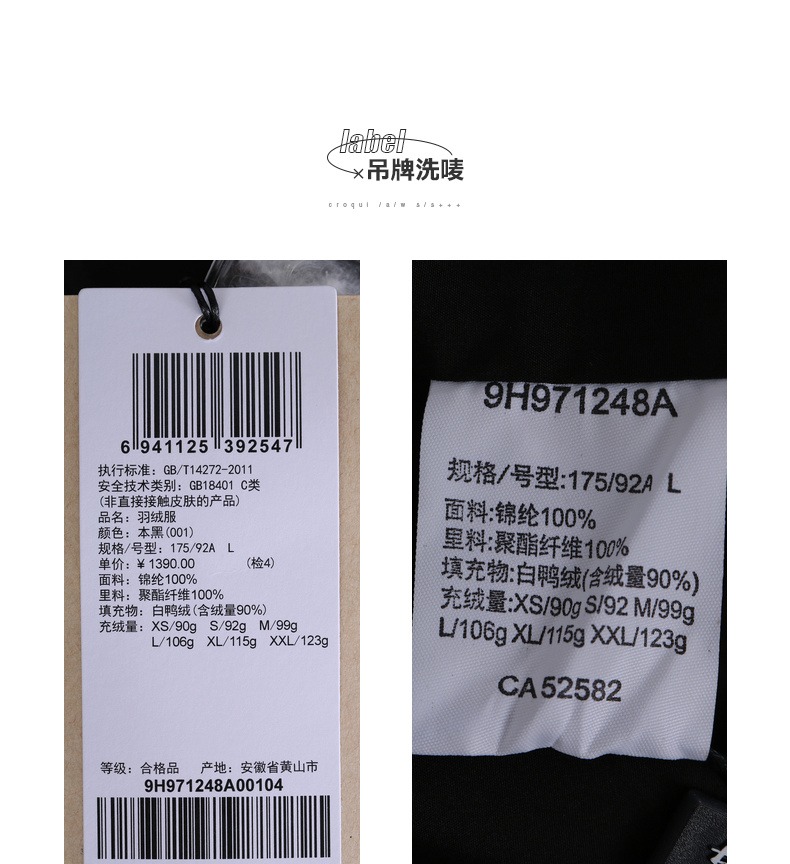 label
×吊牌洗唛
croqui /a/w s/s+++
6 941125 392547
执行标准：GB/T14272-2011
安全技术类别：GB18401 C类
(非直接接触皮肤的产品)
品名：羽绒服
颜色：本黑(001)
规格/号型：175/92A L
单价：¥ 1390.00 (检4)
面料：锦纶100%
里料：聚酯纤维100%
填充物：白鸭绒(含绒量90%)
充绒量：XS/90g S/92g M/99g
L/106g XL/115g XXL/123g
等级：合格品 产地：安徽省黄山市
9H971248A00104
9H971248A
规格/号型:175/92A L
面料:锦纶100%
里料:聚酯纤维100%
填充物:白鸭绒(含绒量90%)
充绒量:XS/90g S/92 M/99g
L/106g XL/115g XXL/123g
CA52582